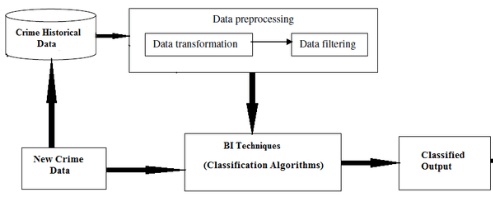 Data preprocessing
Crime Historical
Data
Data transformation
Data filtering
BI Techniques
(Classification Algorithms)
New Crime
Data
Classified
Output